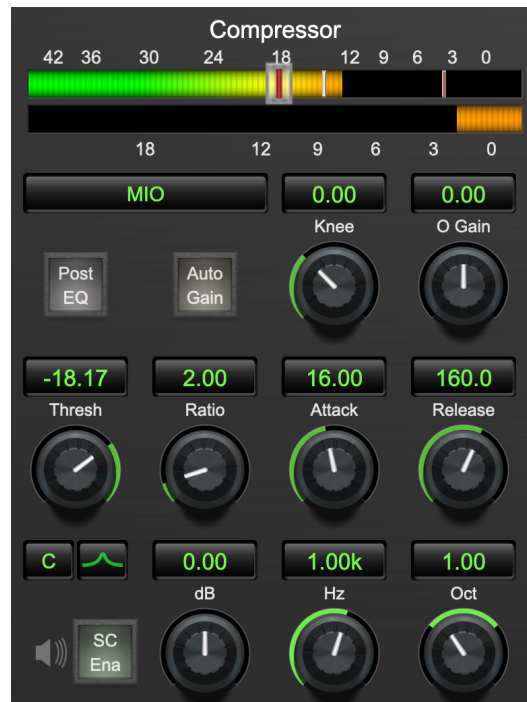 Compressor
42 36 30 24 18 12 9 6 3 0
18 12 9 6 3 0
MIO 0.00 0.00
Knee O Gain
Post Auto
EQ Gain
-18.17 2.00 16.00 160.0
Thresh Ratio Attack Release
C 0.00 1.00k 1.00
dB Hz Oct
SC
Ena